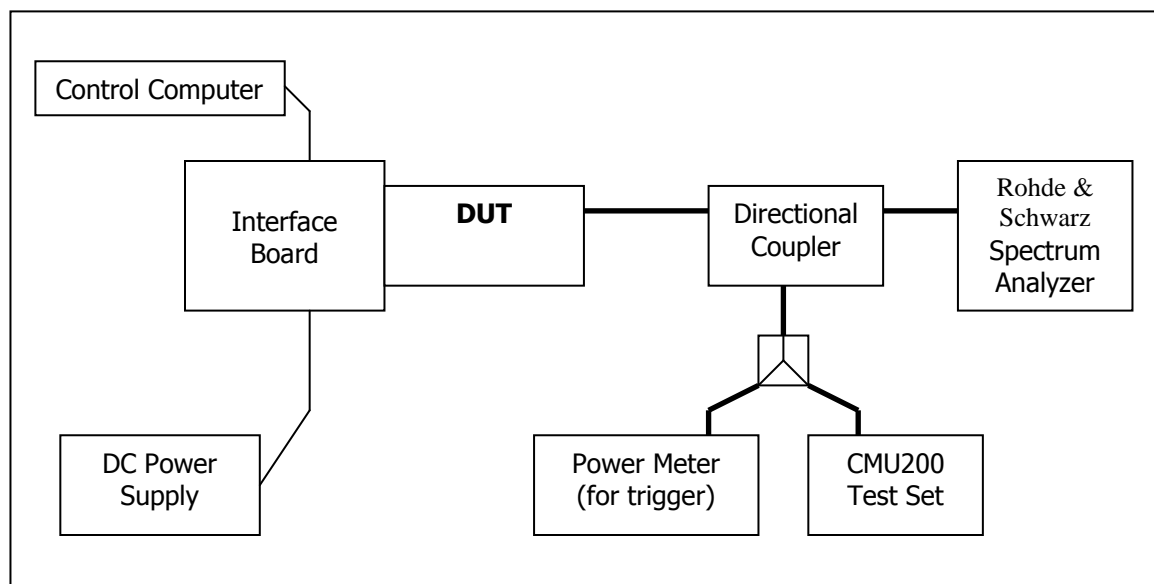 Control Computer
Interface
Board
DUT
Directional
Coupler
Rohde &
Schwarz
Spectrum
Analyzer
DC Power
Supply
Power Meter
(for trigger)
CMU200
Test Set